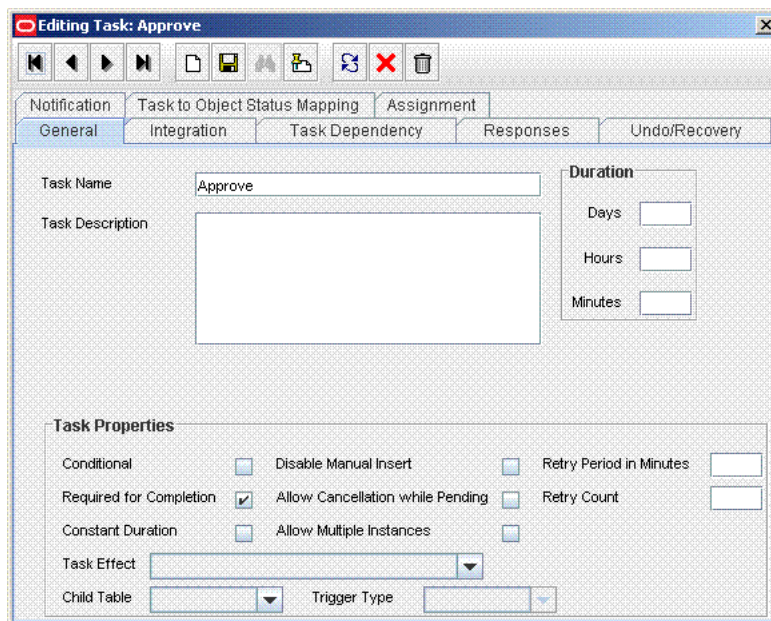 Editing Task: Approve
Notification Task to Object Status Mapping Assignment
General Integration Task Dependency Responses Undo/Recovery
Task Name Approve
Duration
Days
Task Description
Hours
Minutes
Task Properties
Conditional Disable Manual Insert Retry Period in Minutes
Required for Completion Allow Cancellation while Pending Retry Count
Constant Duration Allow Multiple Instances
Task Effect
Child Table Trigger Type